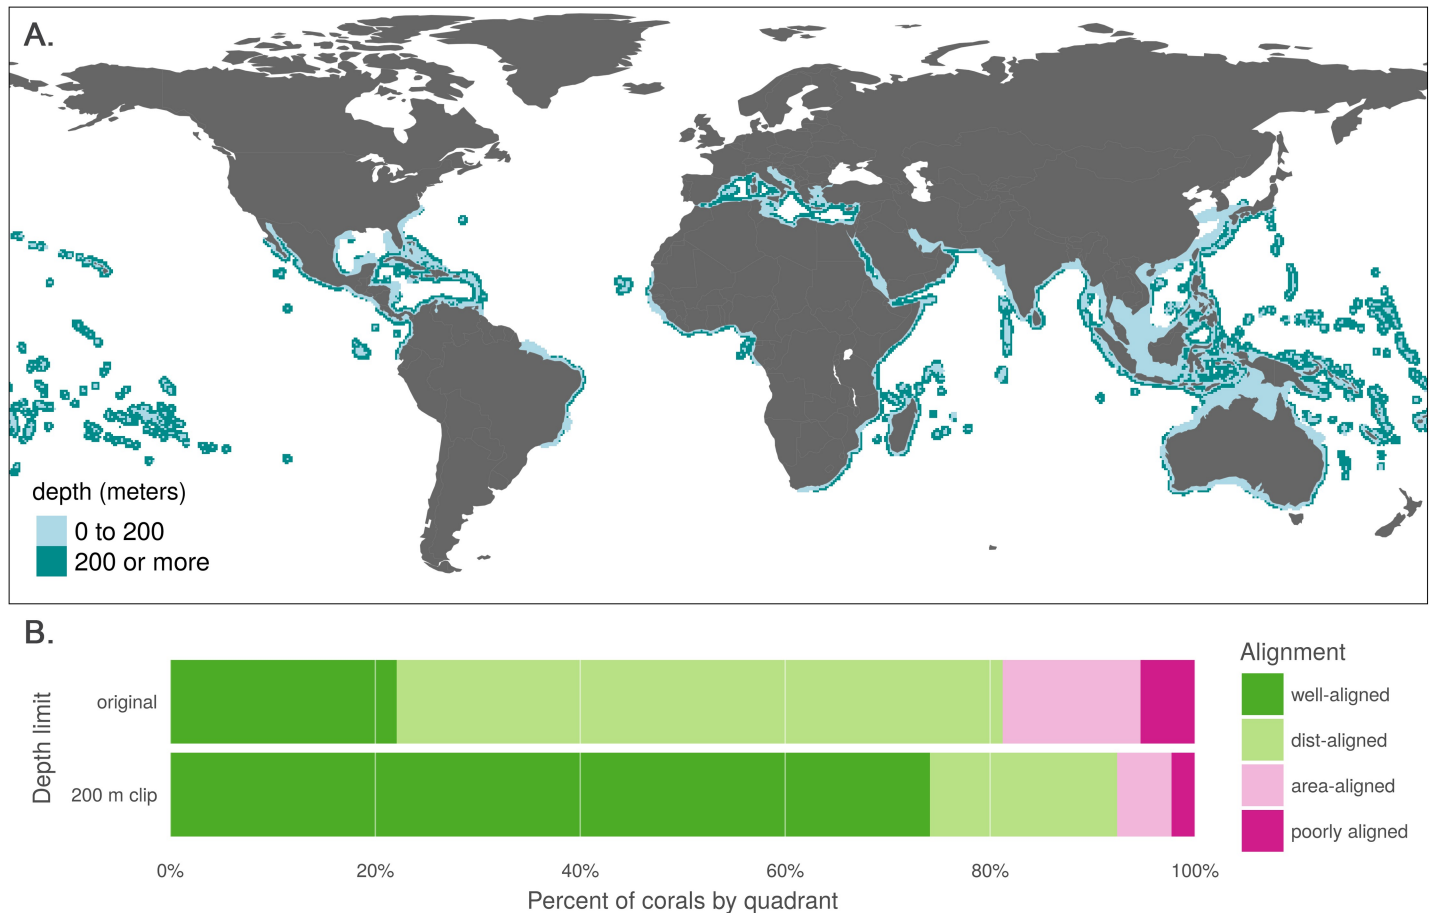 A.
depth (meters)
0 to 200
200 or more
B.
Depth limit
original
200 m clip
0%
20%
40%
60%
80%
100%
Percent of corals by quadrant
Alignment
well-aligned
dist-aligned
area-aligned
poorly aligned